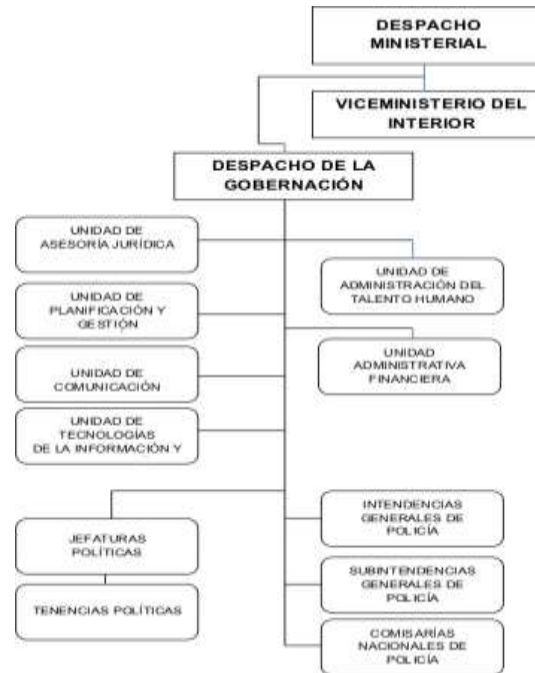 DESPACHO
MINISTERIAL
VICEMINISTERIO DEL
INTERIOR
DESPACHO DE LA
GOBERNACIÓN
UNIDAD DE
ASESORÍA JURÍDICA
UNIDAD DE
ADMINISTRACIÓN DEL
TALENTO HUMANO
UNIDAD DE
PLANIFICACIÓN Y
GESTIÓN
UNIDAD
ADMINISTRATIVA
FINANCIERA
UNIDAD DE
COMUNICACIÓN
UNIDAD DE
TECNOLOGÍAS
DE LA INFORMACIÓN Y
JEFATURAS
POLÍTICAS
TENENCIAS POLÍTICAS
INTENDENCIAS
GENERALES DE
POLICÍA
SUBINTENDENCIAS
GENERALES DE
POLICÍA
COMISARÍAS
NACIONALES DE
POLICÍA